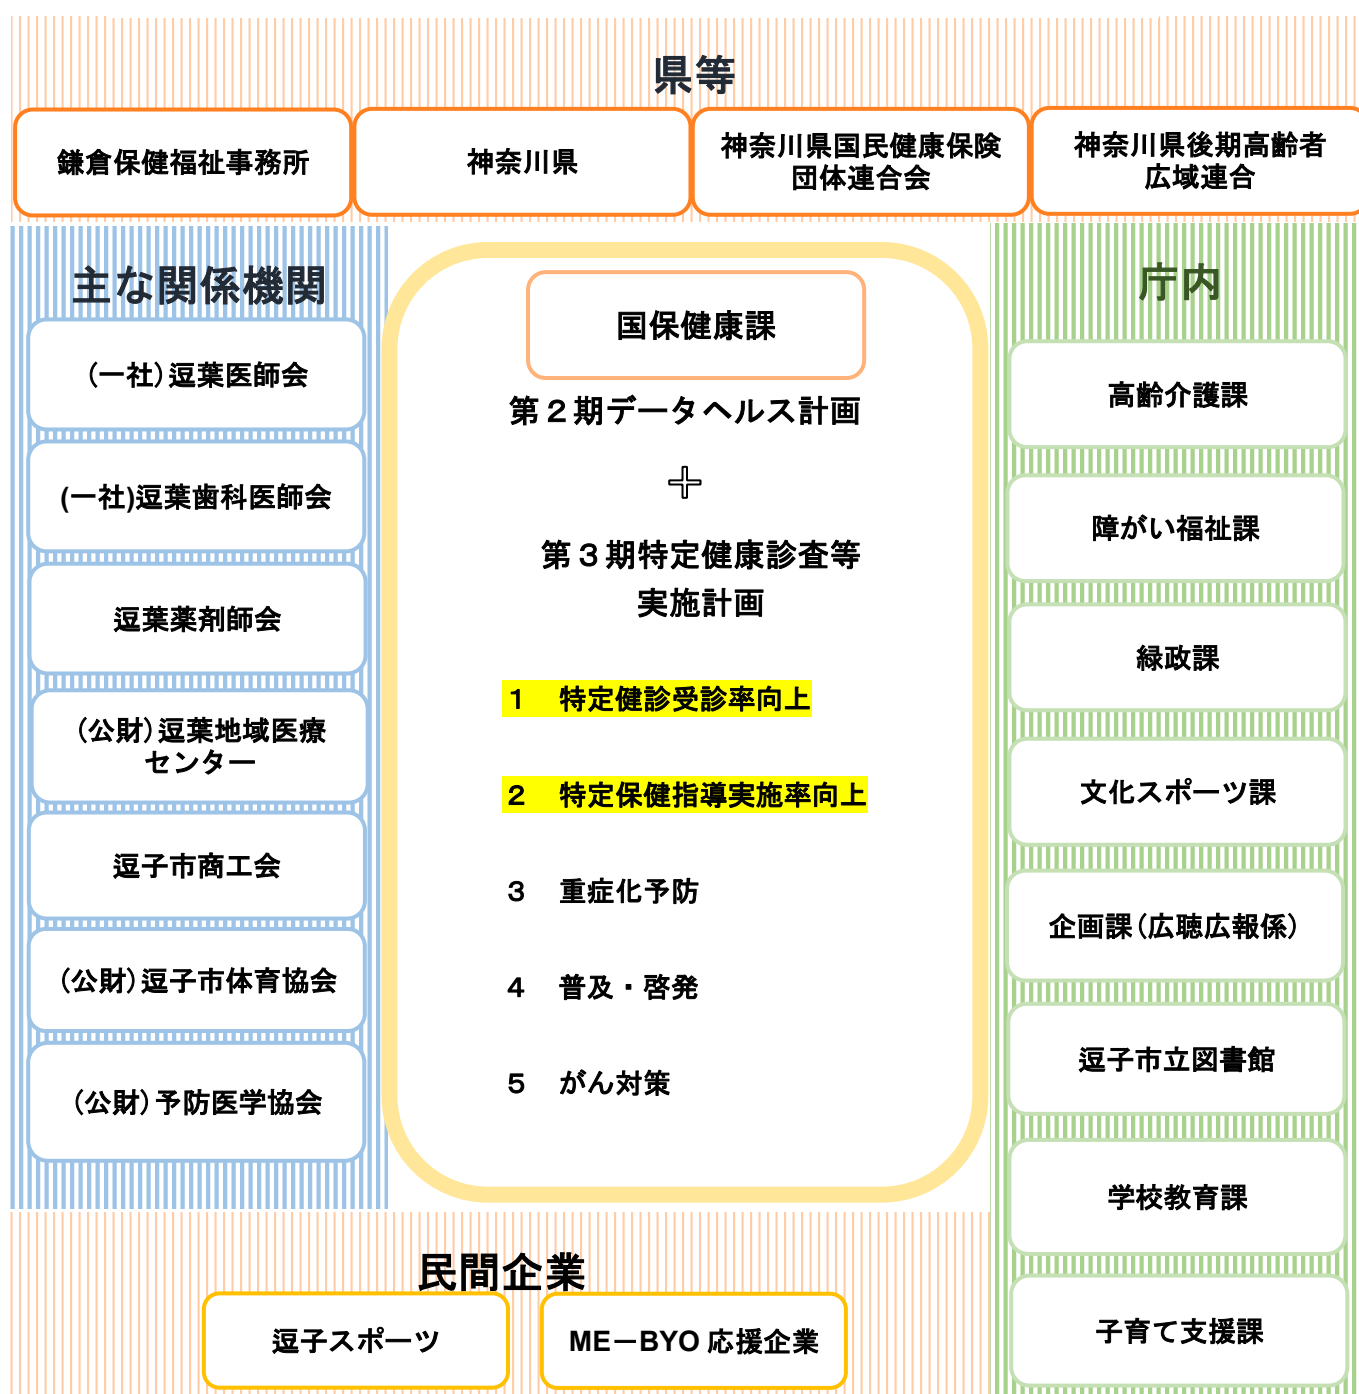 県等
鎌倉保健福祉事務所
神奈川県
神奈川県国民健康保険
団体連合会
神奈川県後期高齢者
広域連合
主な関係機関
（一社）逗葉医師会
(一社)逗葉歯科医師会
逗葉薬剤師会
（公財）逗葉地域医療
センター
逗子市商工会
（公財）逗子市体育協会
（公財）予防医学協会
国保健康課
第２期データヘルス計画
第３期特定健康診査等
実施計画
１　特定健診受診率向上
２　特定保健指導実施率向上
３　重症化予防
４　普及・啓発
５　がん対策
庁内
高齢介護課
障がい福祉課
緑政課
文化スポーツ課
企画課（広聴広報係）
逗子市立図書館
学校教育課
子育て支援課
民間企業
逗子スポーツ
ME－BYO 応援企業